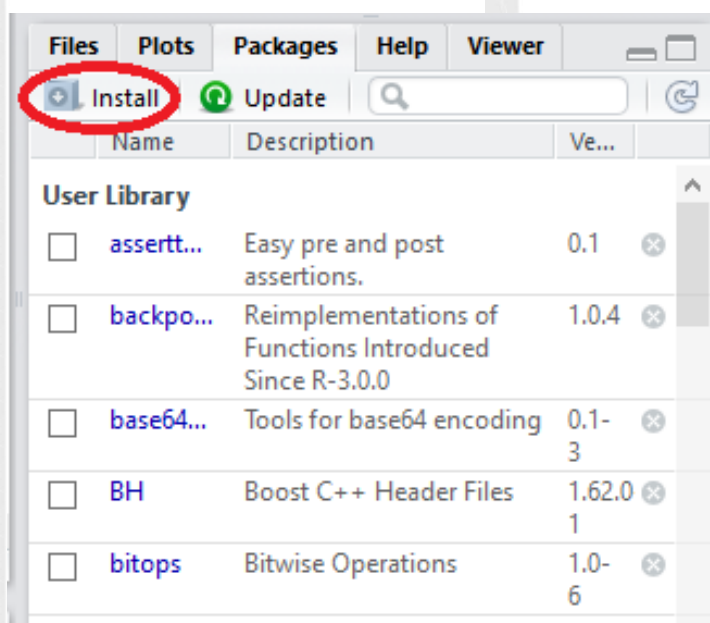 Files Plots Packages Help Viewer
Install Update
Name Description Ve...
User Library
assertt... Easy pre and post 0.1
assertions.
backpo... Reimplementations of 1.0.4
Functions Introduced
Since R-3.0.0
base64... Tools for base64 encoding 0.1-
3
BH Boost C++ Header Files 1.62.0
1
bitops Bitwise Operations 1.0-
6